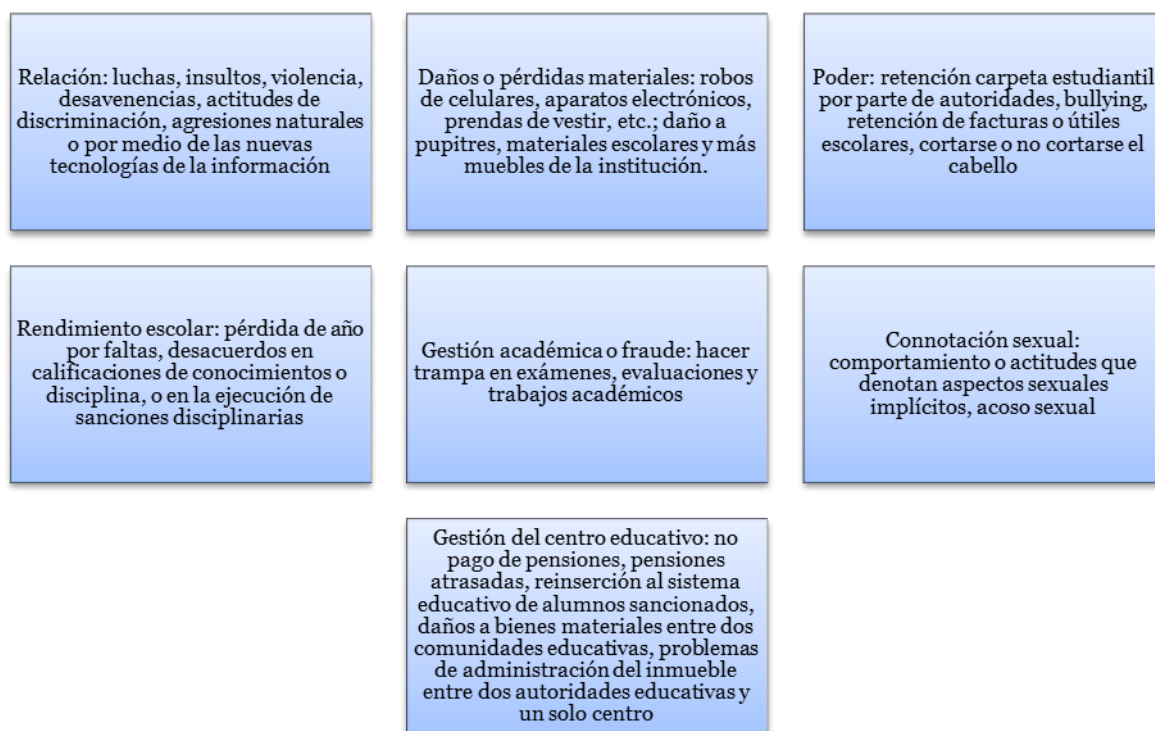 Relación: luchas, insultos, violencia,
desavenencias, actitudes de
discriminación, agresiones naturales
o por medio de las nuevas
tecnologías de la información
Daños o pérdidas materiales: robos
de celulares, aparatos electrónicos,
prendas de vestir, etc.; daño a
pupitres, materiales escolares y más
muebles de la institución.
Poder: retención carpeta estudiantil
por parte de autoridades, bullying,
retención de facturas o útiles
escolares, cortarse o no cortarse el
cabello
Rendimiento escolar: pérdida de año
por faltas, desacuerdos en
calificaciones de conocimientos o
disciplina, o en la ejecución de
sanciones disciplinarias
Gestión académica o fraude: hacer
trampa en exámenes, evaluaciones y
trabajos académicos
Connotación sexual:
comportamiento o actitudes que
denotan aspectos sexuales
implícitos, acoso sexual
Gestión del centro educativo: no
pago de pensiones, pensiones
atrasadas, reinserción al sistema
educativo de alumnos sancionados,
daños a bienes materiales entre dos
comunidades educativas, problemas
de administración del inmueble
entre dos autoridades educativas y
un solo centro